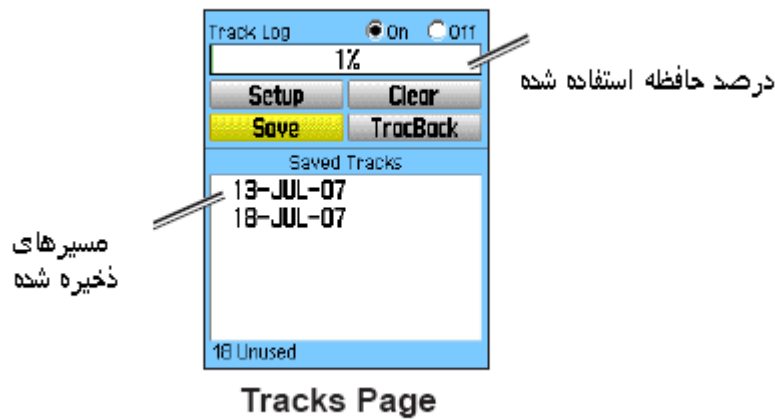 Track Log On Off
1%
درصد حافظه استفاده شده
Setup Clear
Save TracBack
Saved Tracks
13-JUL-07
18-JUL-07
مسیرهای
ذخیره شده
18 Unused
Tracks Page